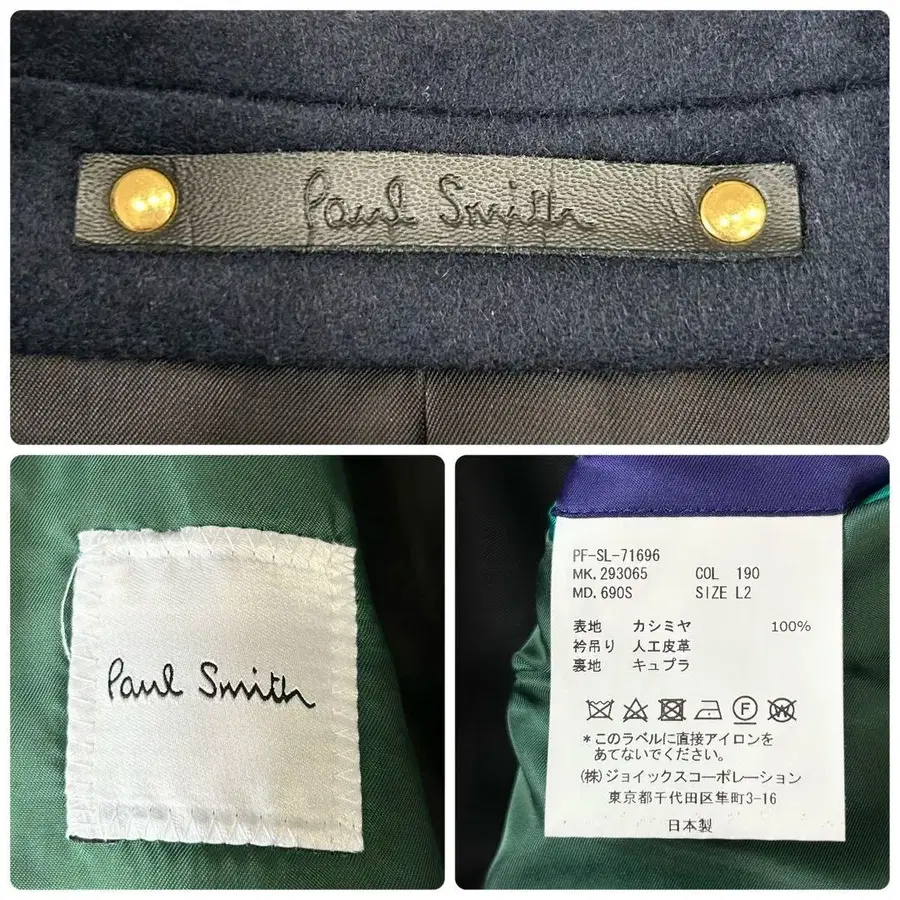 Paul Smith
Paul Smith
PF-SL-71696
MK. 293065 COL 190
MD. 690S SIZE L2
表地 カシミヤ 100%
衿吊り 人工皮革
裏地 キュプラ
F
W
*このラベルに直接アイロンを
あてないでください。
(株)ジョイックスコーポレーション
東京都千代田区隼町3-16
日本製